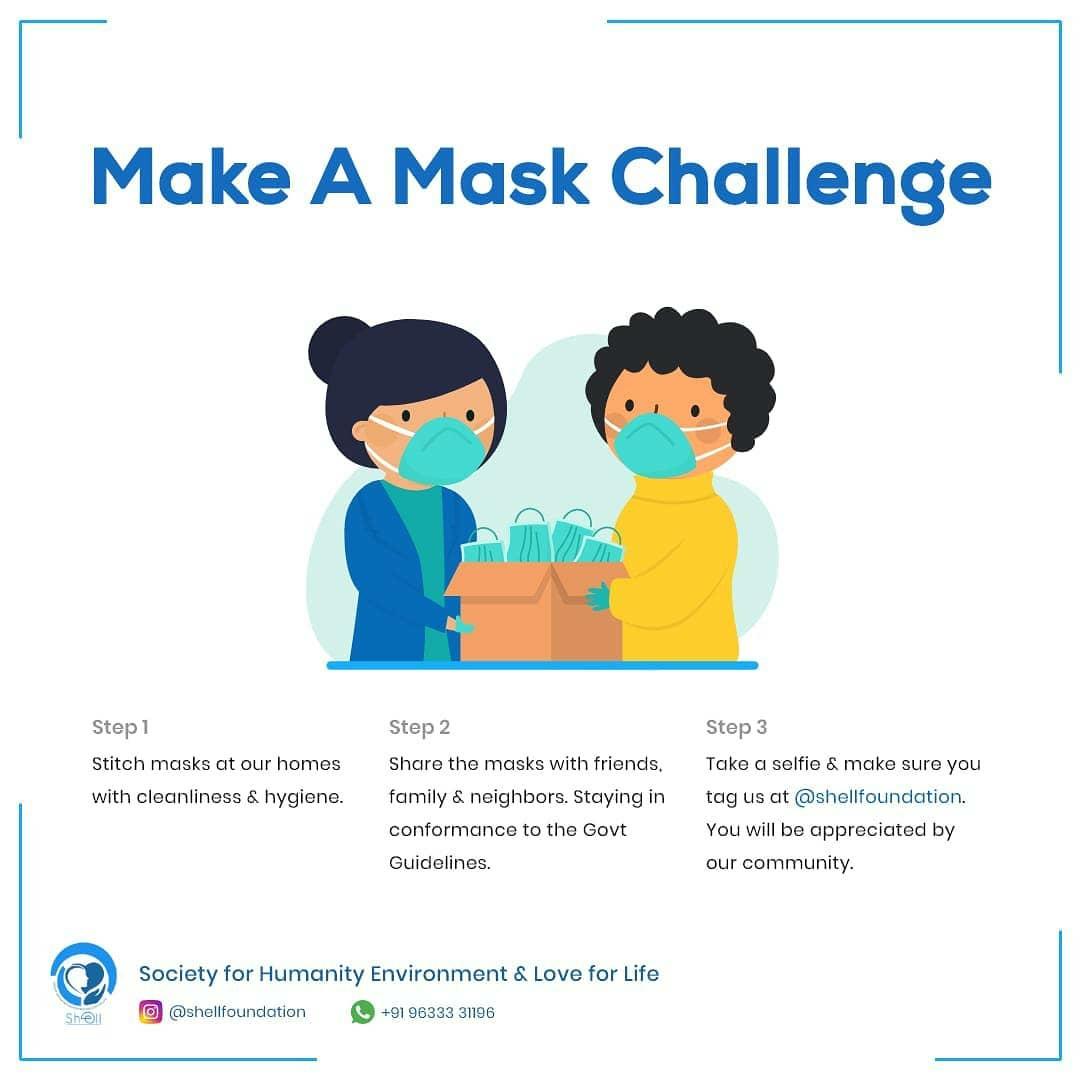 Make A Mask Challenge
Step 1
Stitch masks at our homes
with cleanliness & hygiene.
Step 2
Share the masks with friends,
family & neighbors. Staying in
conformance to the Govt
Guidelines.
Step 3
Take a selfie & make sure you
tag us at @shellfoundation.
You will be appreciated by
our community.
Shell
Society for Humanity Environment & Love for Life
@shellfoundation
+91 96333 31196